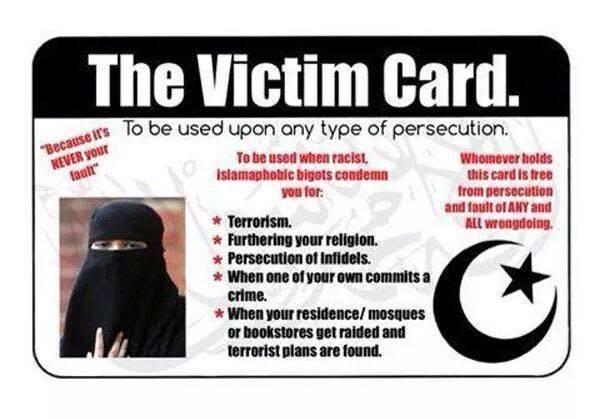 The Victim Card.
To be used upon any type of persecution.
"Because it's
NEVER your
fault"
To be used when racist,
islamaphobic bigots condemn
you for:
* Terrorism.
* Furthering your religion.
* Persecution of Infidels.
* When one of your own commits a
crime.
* When your residence/ mosques
or bookstores get raided and
terrorist plans are found.
Whomever holds
this card is free
from persecution
and fault of ANY and
ALL wrongdoing.